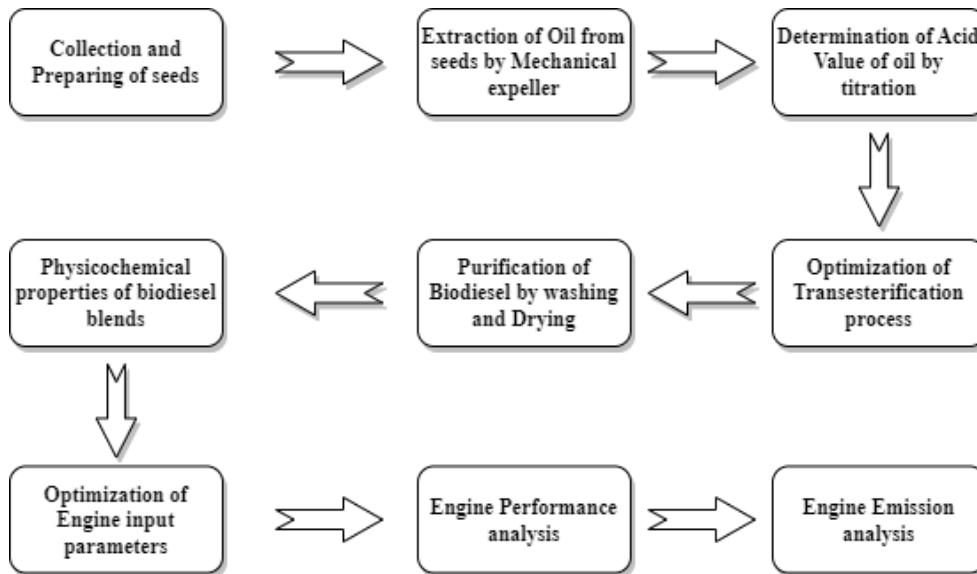 Collection and
Preparing of seeds
Extraction of Oil from
seeds by Mechanical
expeller
Determination of Acid
Value of oil by
titration
Optimization of
Transesterification
process
Purification of
Biodiesel by washing
and Drying
Physicochemical
properties of biodiesel
blends
Optimization of
Engine input
parameters
Engine Performance
analysis
Engine Emission
analysis